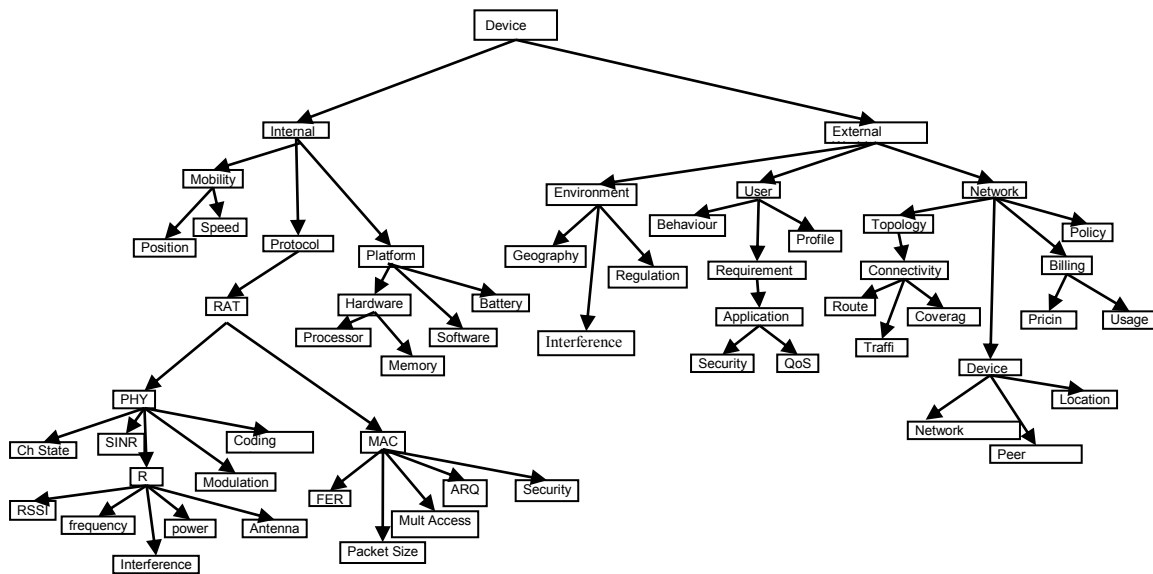 Device
Internal
External
Mobility
Environment
User
Network
Position
Speed
Protocol
Platform
Behaviour
Profile
Topology
Policy
Geography
Regulation
Requirement
Connectivity
Billing
RAT
Hardware
Battery
Interference
Application
Route
Coverag
Pricin
Usage
Processor
Software
Memory
Security
QoS
Traffi
Device
Location
Network
Peer
PHY
Ch State
SINR
Coding
MAC
R
Modulation
FER
ARQ
Security
RSSI
frequency
power
Antenna
Mult Access
Packet Size
Interference